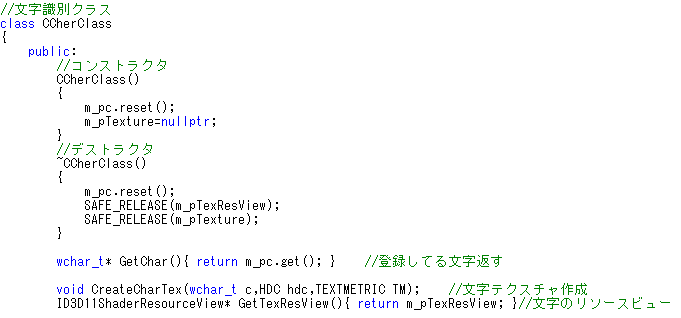 //文字識別クラス
class CCherClass
{
    public:
        //コンストラクタ
        CCherClass()
        {
            m_pc.reset();
            m_pTexture=nullptr;
        }
        //デストラクタ
        ~CCherClass()
        {
            m_pc.reset();
            SAFE_RELEASE(m_pTexResView);
            SAFE_RELEASE(m_pTexture);
        }

        wchar_t* GetChar(){ return m_pc.get(); }    //登録してる文字返す

        void CreateCharTex(wchar_t c,HDC hdc,TEXTMETRIC TM);    //文字テクスチャ作成
        ID3D11ShaderResourceView* GetTexResView(){ return m_pTexResView; }//文字のリソースビュー